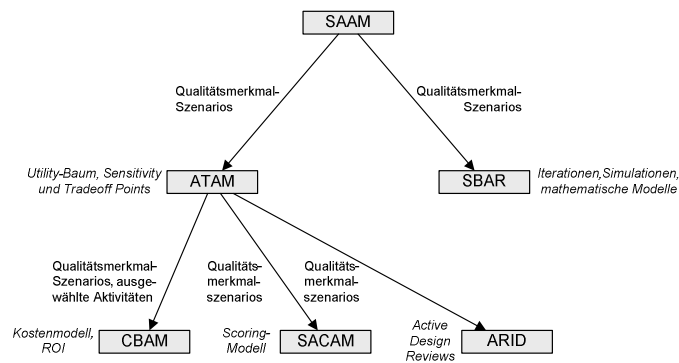 SAAM
Qualitätsmerkmal-
Szenarios
Qualitätsmerkmal-
Szenarios
Utility-Baum, Sensitivity
und Tradeoff Points
ATAM
SBAR
Iterationen,Simulationen,
mathematische Modelle
Qualitätsmerkmal-
Szenarios, ausge-
wählte Aktivitäten
Qualitäts-
merkmal-
szenarios
Qualitäts-
merkmal-
szenarios
Kostenmodell,
ROI
CBAM
Scoring-
Modell
SACAM
Active
Design
Reviews
ARID